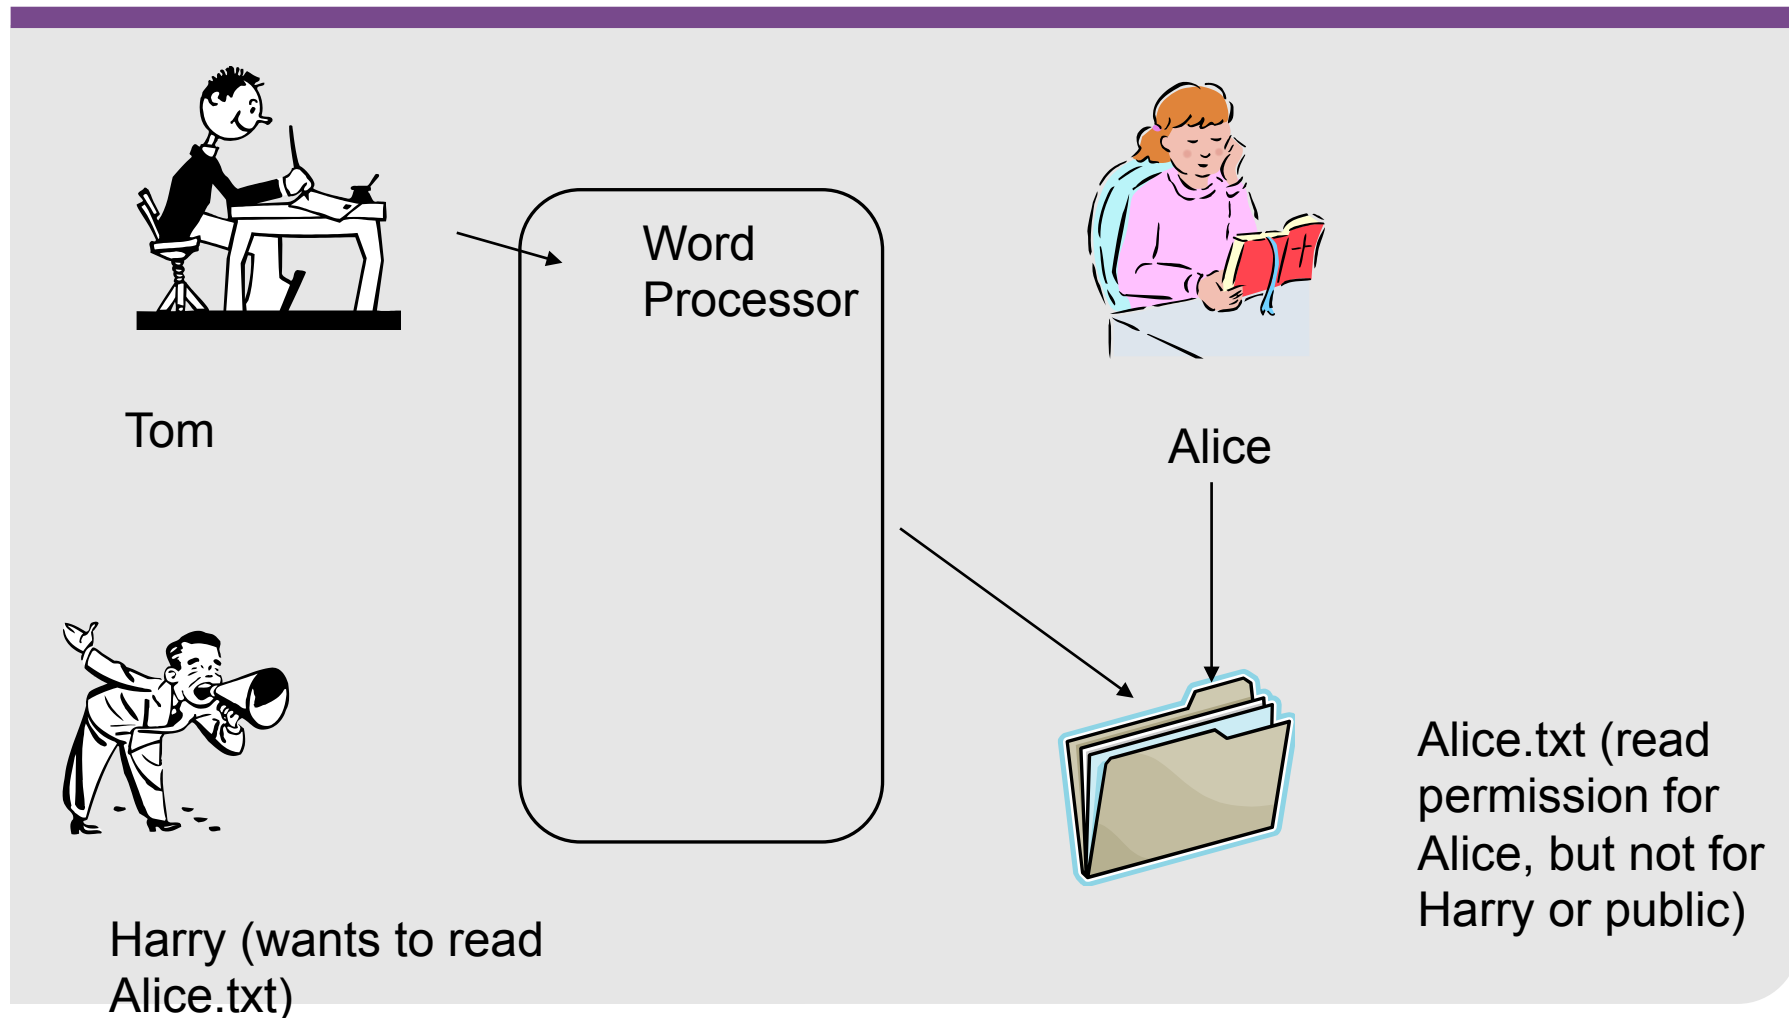 Word
Processor
Tom
Alice
Alice.txt (read
permission for
Alice, but not for
Harry or public)
Harry (wants to read
Alice.txt)